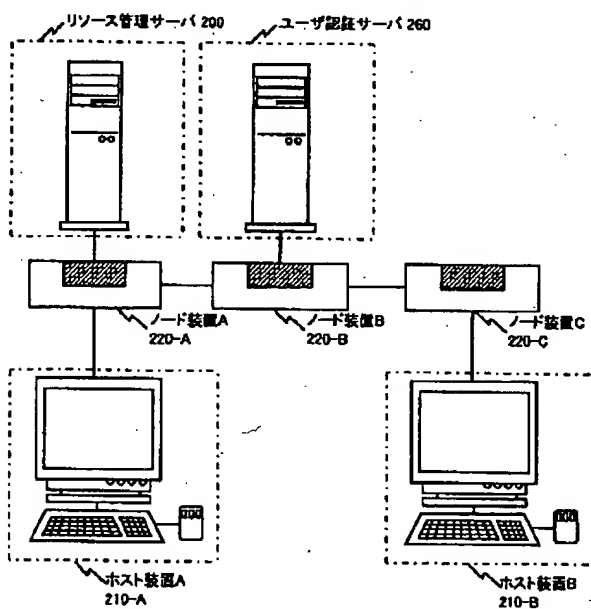 リソース管理サーバ 200
ユーザ認証サーバ 260
ノード装置A
220-A
ノード装置B
220-B
ノード装置C
220-C
ホスト装置A
210-A
ホスト装置B
210-B